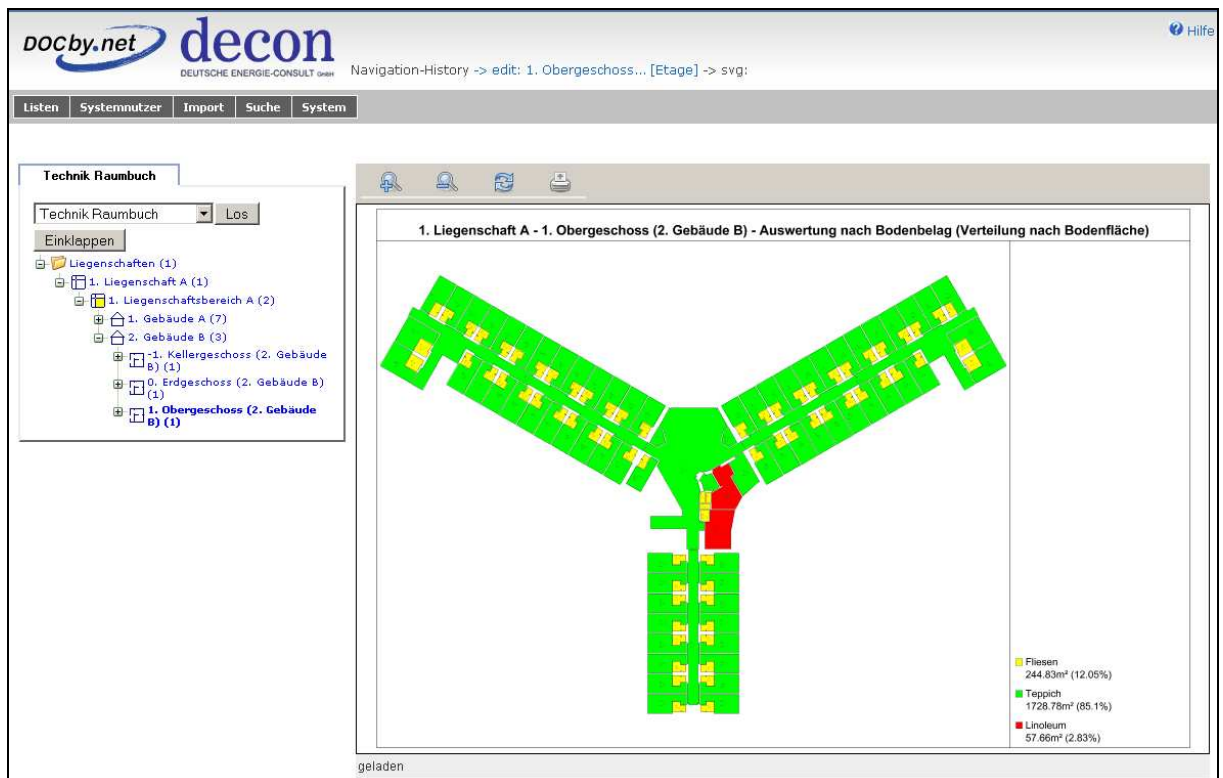 DOCby.net
decon
DEUTSCHE ENERGIE-CONSULT GmbH
Navigation-History -> edit: 1. Obergeschoss... [Etage] -> svg:
Hilfe
Listen Systemnutzer Import Suche System
Technik Raumbuch
Technik Raumbuch Los
Einklappen
Liegenschaften (1)
1. Liegenschaft A (1)
1. Liegenschaftsbereich A (2)
1. Gebäude A (7)
2. Gebäude B (3)
-1. Kellergeschoss (2. Gebäude
B) (1)
0. Erdgeschoss (2. Gebäude B)
(1)
1. Obergeschoss (2. Gebäude
B) (1)
1. Liegenschaft A - 1. Obergeschoss (2. Gebäude B) - Auswertung nach Bodenbelag (Verteilung nach Bodenfläche)
Fliesen
244.83m² (12.05%)
Teppich
1728.78m² (85.1%)
Linoleum
57.66m² (2.83%)
geladen